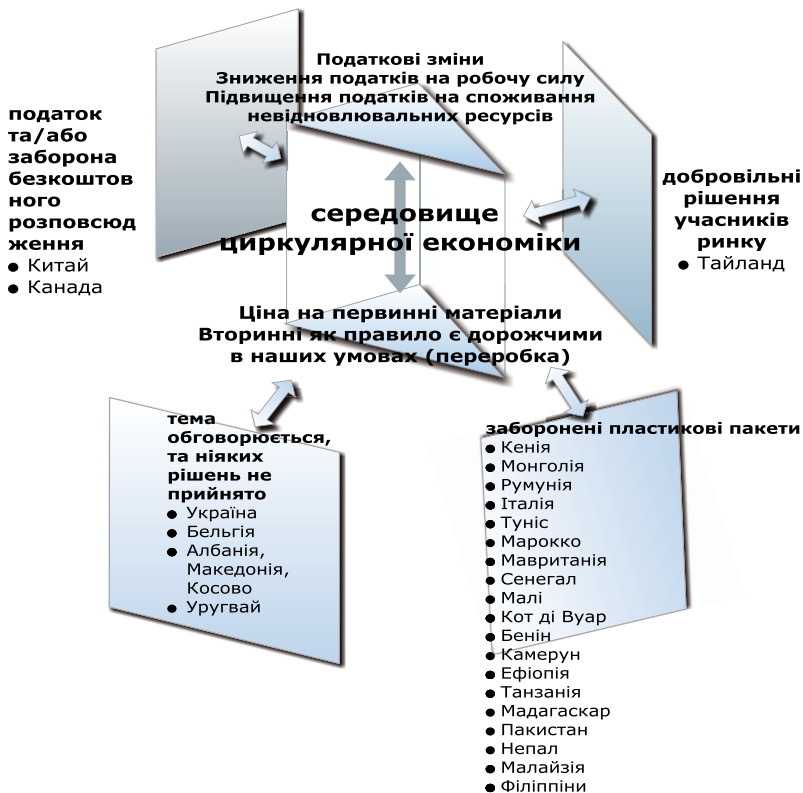 Податкові зміни
Зниження податків на робочу силу
Підвищення податків на споживання
невідновлювальних ресурсів
податок
та/або
заборона
безкоштов
ного
розповсюд
ження
● Китай
● Канада
середовище
циркулярної економіки
добровільні
рішення
учасників
ринку
● Тайланд
Ціна на первинні матеріали
Вторинні як правило є дорожчими
в наших умовах (переробка)
тема
обговорюється,
та ніяких
рішень не
прийнято
● Україна
● Бельгія
● Албанія,
Македонія,
Косово
● Уругвай
заборонені пластикові пакети
● Кенія
● Монголія
● Румунія
● Італія
● Туніс
● Марокко
● Мавританія
● Сенегал
● Малі
● Кот ді Вуар
● Бенін
● Камерун
● Ефіопія
● Танзанія
● Мадагаскар
● Пакистан
● Непал
● Малайзія
● Філіппіни